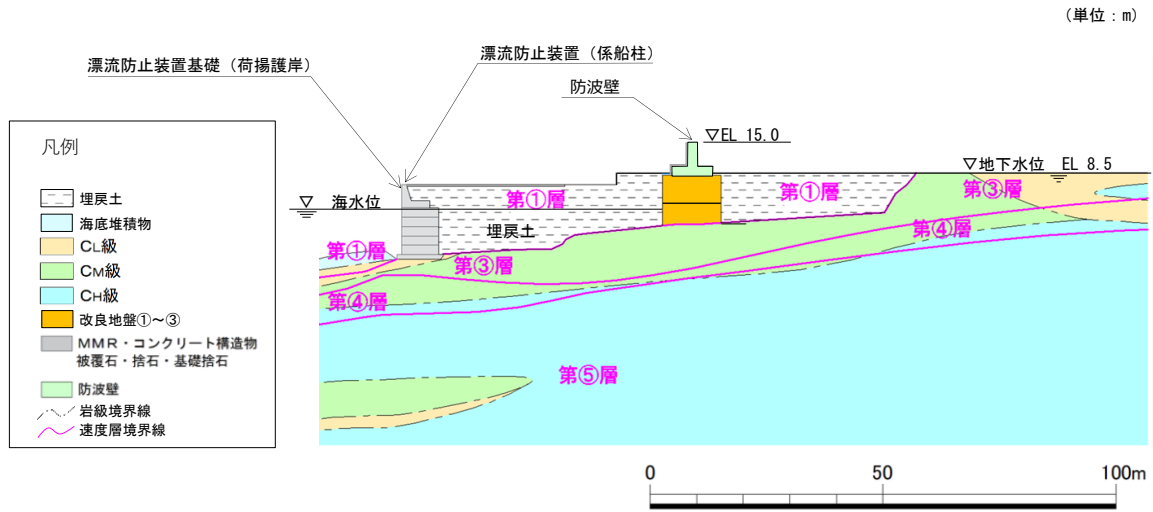 （単位：m）
漂流防止装置（係船柱）
漂流防止装置基礎（荷揚護岸）
防波壁
▽EL 15.0
▽地下水位 EL 8.5
凡例
埋戻土
海底堆積物
CL級
CM級
CH級
改良地盤①～③
MMR・コンクリート構造物
被覆石・捨石・基礎捨石
防波壁
岩級境界線
速度層境界線
▽ 海水位
第①層
第①層
第③層
埋戻土
第④層
第①層
第③層
第④層
第⑤層
0 50 100m